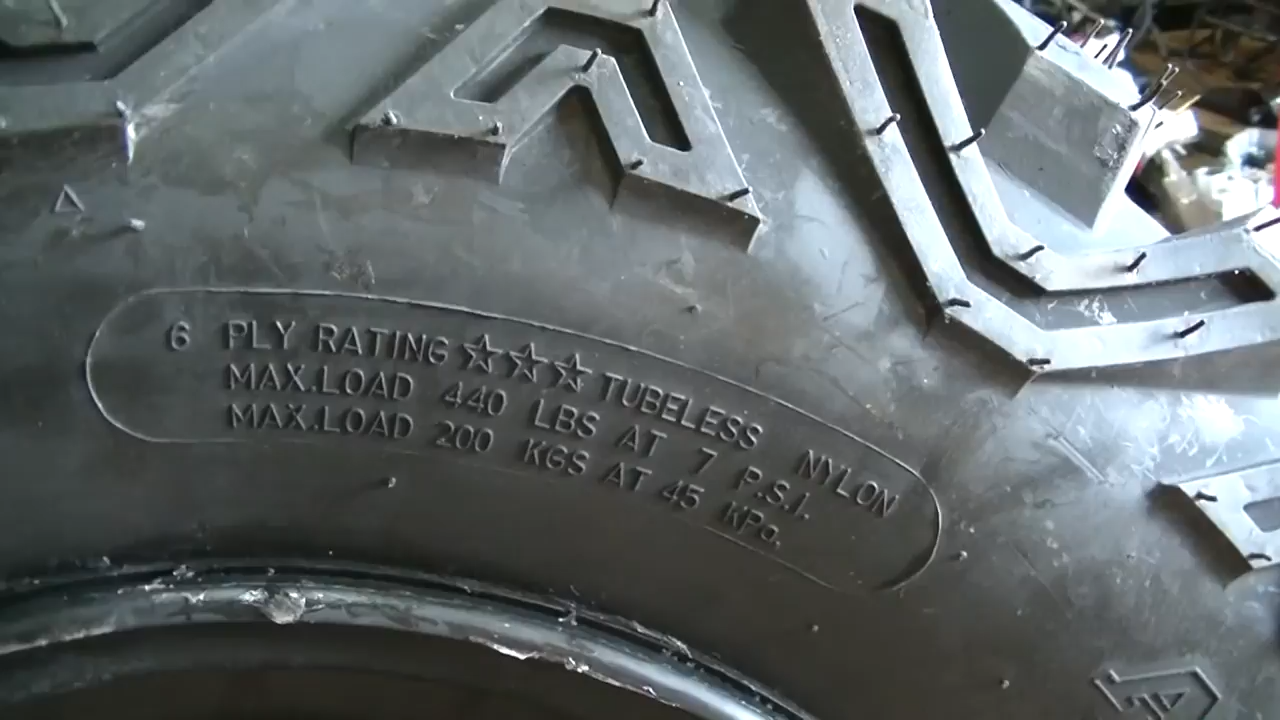 6 PLY RATING ☆☆☆ TUBELESS NYLON
MAX.LOAD 440 LBS AT 7 P.S.I.
MAX.LOAD 200 KGS AT 45 KPa.